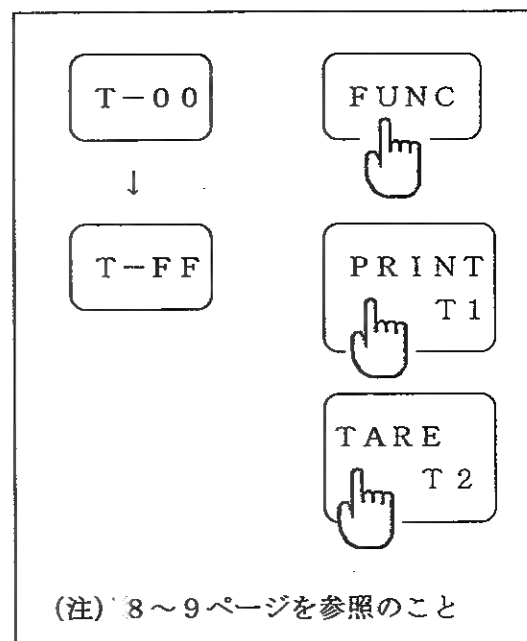 T-00
↓
T-FF
FUNC
PRINT
T1
TARE
T2
(注) 8～9ページを参照のこと